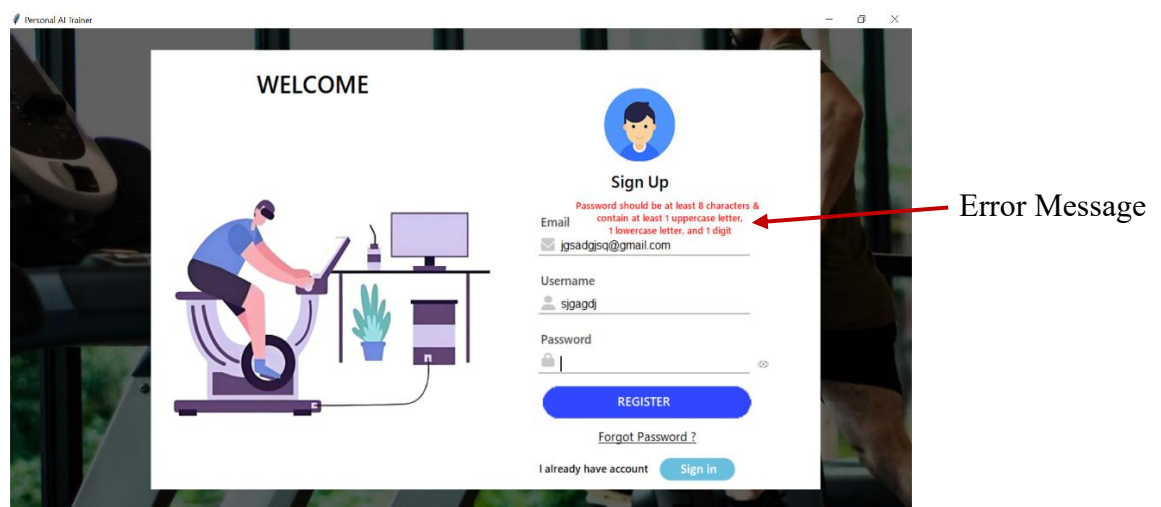 Personal AI Trainer
WELCOME
Sign Up
Password should be at least 8 characters &
contain at least 1 uppercase letter,
1 lowercase letter, and 1 digit
Error Message
Email
jgsadgjsq@gmail.com
Username
sjgagdj
Password
REGISTER
Forgot Password ?
I already have account Sign in